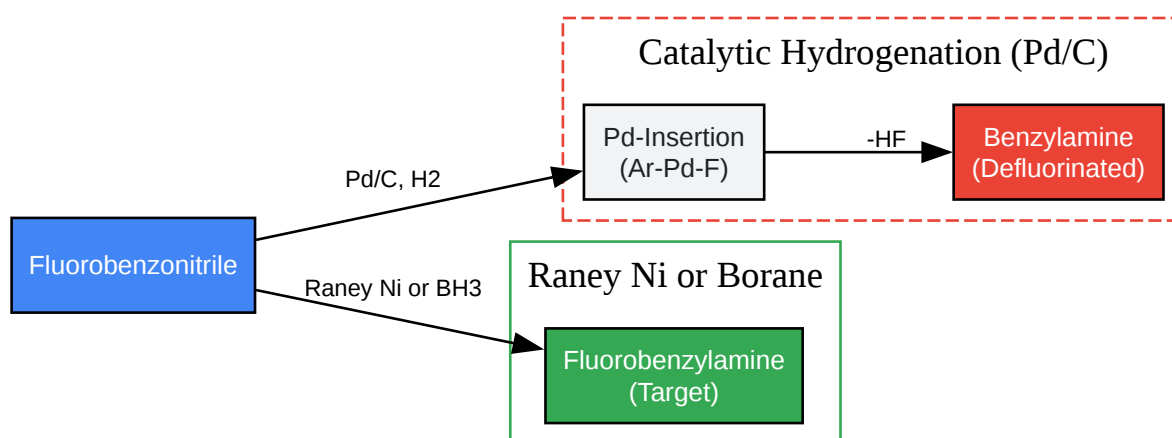 Catalytic Hydrogenation (Pd/C)
Pd-Insertion
(Ar-Pd-F)
-HF
Benzylamine
(Defluorinated)
Pd/C, H2
Fluorobenzonitrile
Raney Ni or BH3
Raney Ni or Borane
Fluorobenzylamine
(Target)